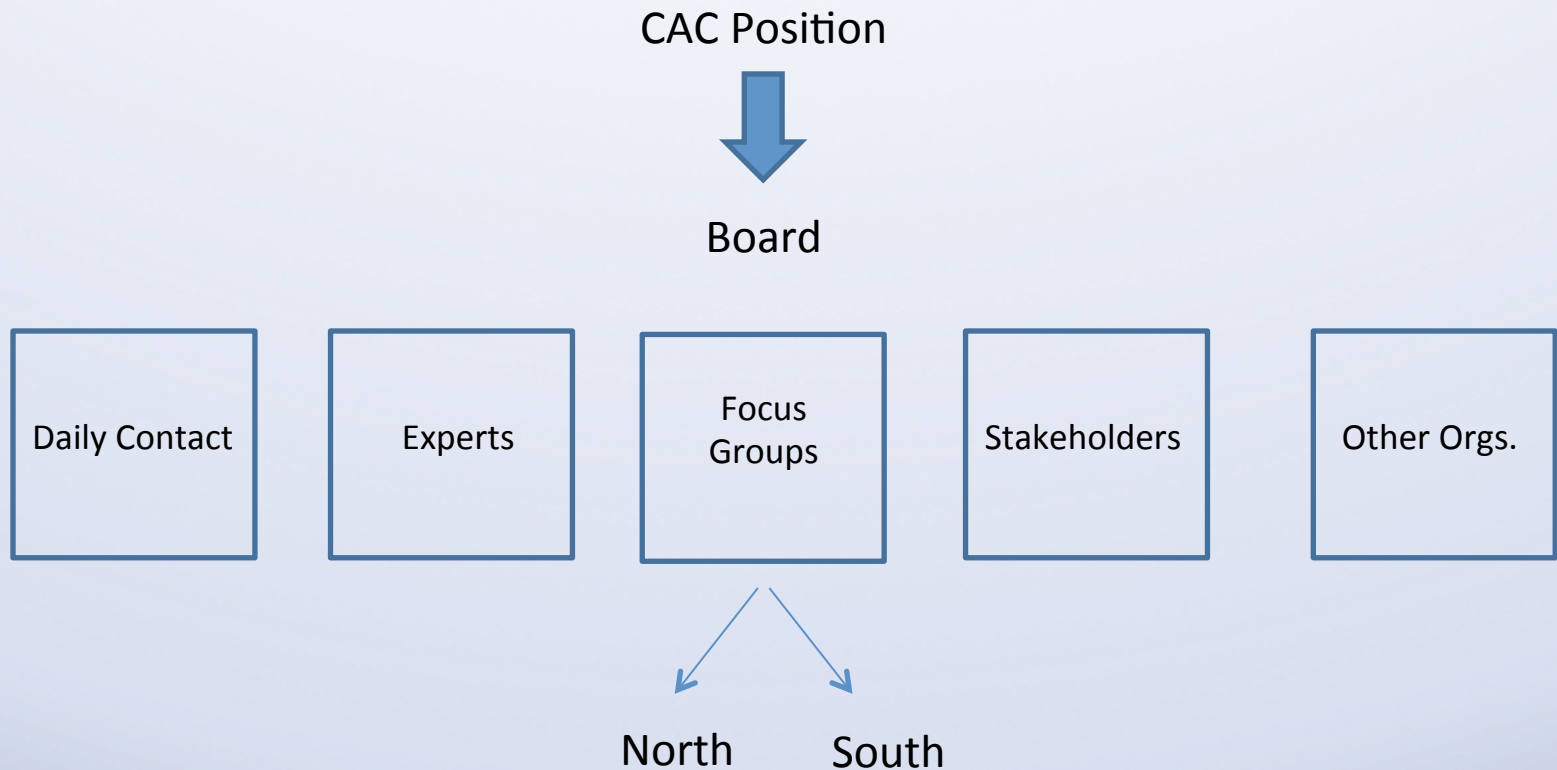 CAC Position
Board
Daily Contact
Experts
Focus
Groups
Stakeholders
Other Orgs.
North
South